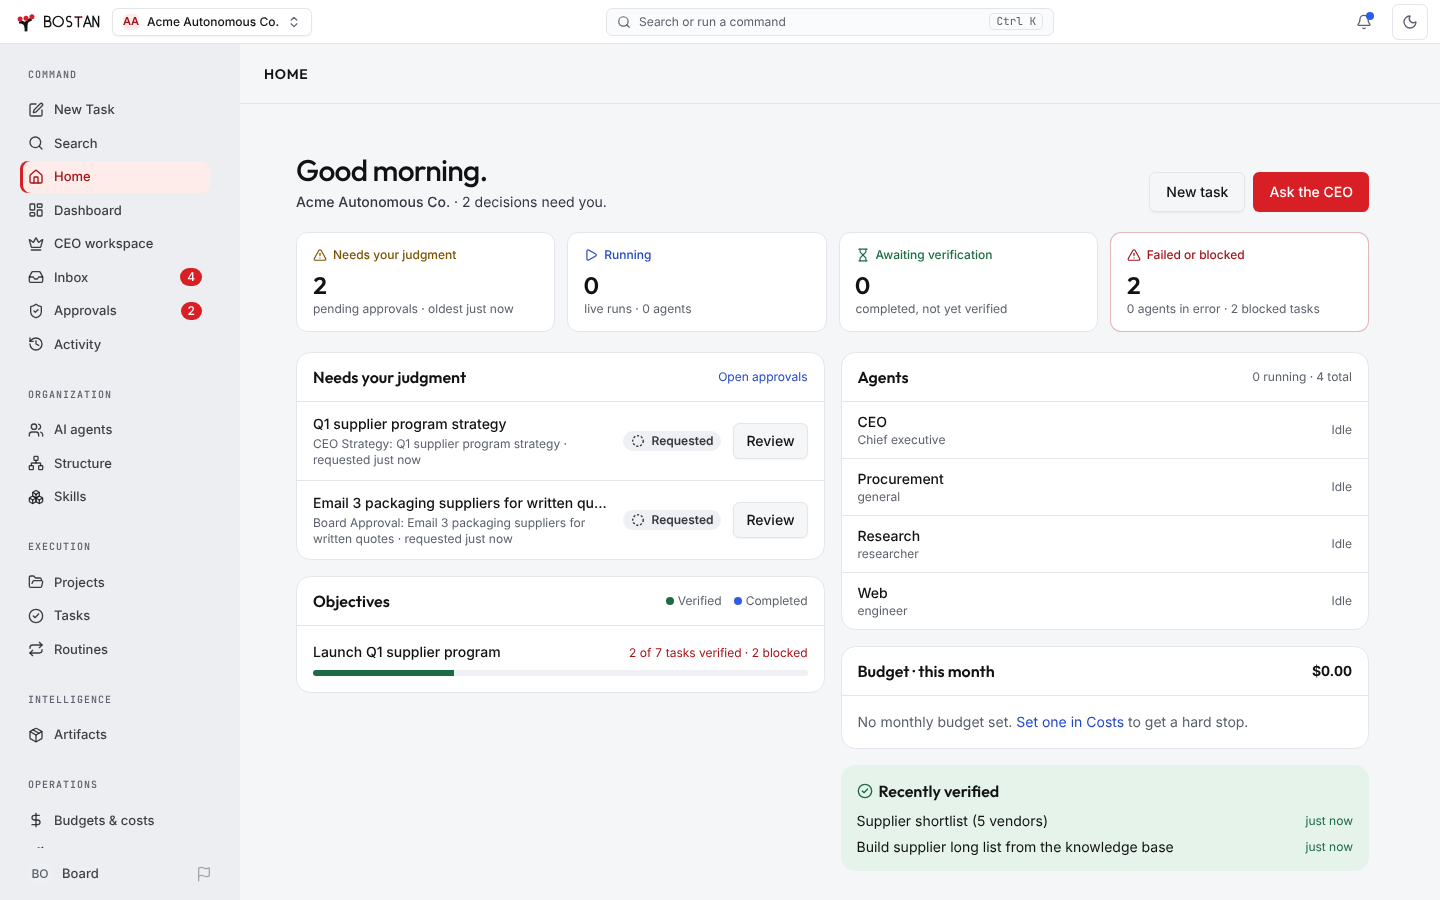 BOSTAN
AA Acme Autonomous Co.
Search or run a command
Ctrl K
COMMAND
New Task
Search
Home
Dashboard
CEO workspace
Inbox 4
Approvals 2
Activity
ORGANIZATION
AI agents
Structure
Skills
EXECUTION
Projects
Tasks
Routines
INTELLIGENCE
Artifacts
OPERATIONS
Budgets & costs
BO Board
HOME
Good morning.
Acme Autonomous Co. · 2 decisions need you.
New task
Ask the CEO
Needs your judgment
2
pending approvals · oldest just now
Running
0
live runs · 0 agents
Awaiting verification
0
completed, not yet verified
Failed or blocked
2
0 agents in error · 2 blocked tasks
Needs your judgment
Open approvals
Q1 supplier program strategy
CEO Strategy: Q1 supplier program strategy ·
requested just now
Requested
Review
Email 3 packaging suppliers for written qu...
Board Approval: Email 3 packaging suppliers for
written quotes · requested just now
Requested
Review
Objectives
Verified
Completed
Launch Q1 supplier program
2 of 7 tasks verified · 2 blocked
Agents
0 running · 4 total
CEO
Chief executive
Idle
Procurement
general
Idle
Research
researcher
Idle
Web
engineer
Idle
Budget · this month
$0.00
No monthly budget set. Set one in Costs to get a hard stop.
Recently verified
Supplier shortlist (5 vendors)
just now
Build supplier long list from the knowledge base
just now